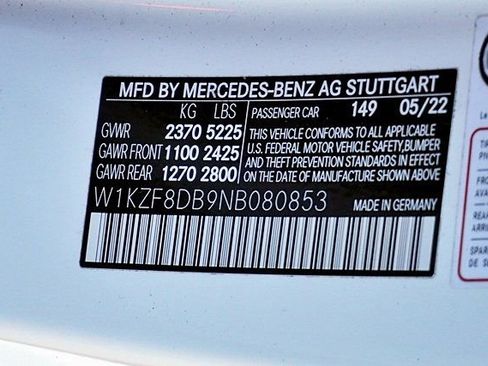 MFD BY MERCEDES-BENZ AG STUTTGART
KG LBS PASSENGER CAR 149 05/22
GVWR 2370 5225
GAWR FRONT 1100 2425
GAWR REAR 1270 2800
THIS VEHICLE CONFORMS TO ALL APPLICABLE
U.S. FEDERAL MOTOR VEHICLE SAFETY, BUMPER
AND THEFT PREVENTION STANDARDS IN EFFECT
ON THE DATE OF MANUFACTURE SHOWN ABOVE.
W1KZF8DB9NB080853 MADE IN GERMANY